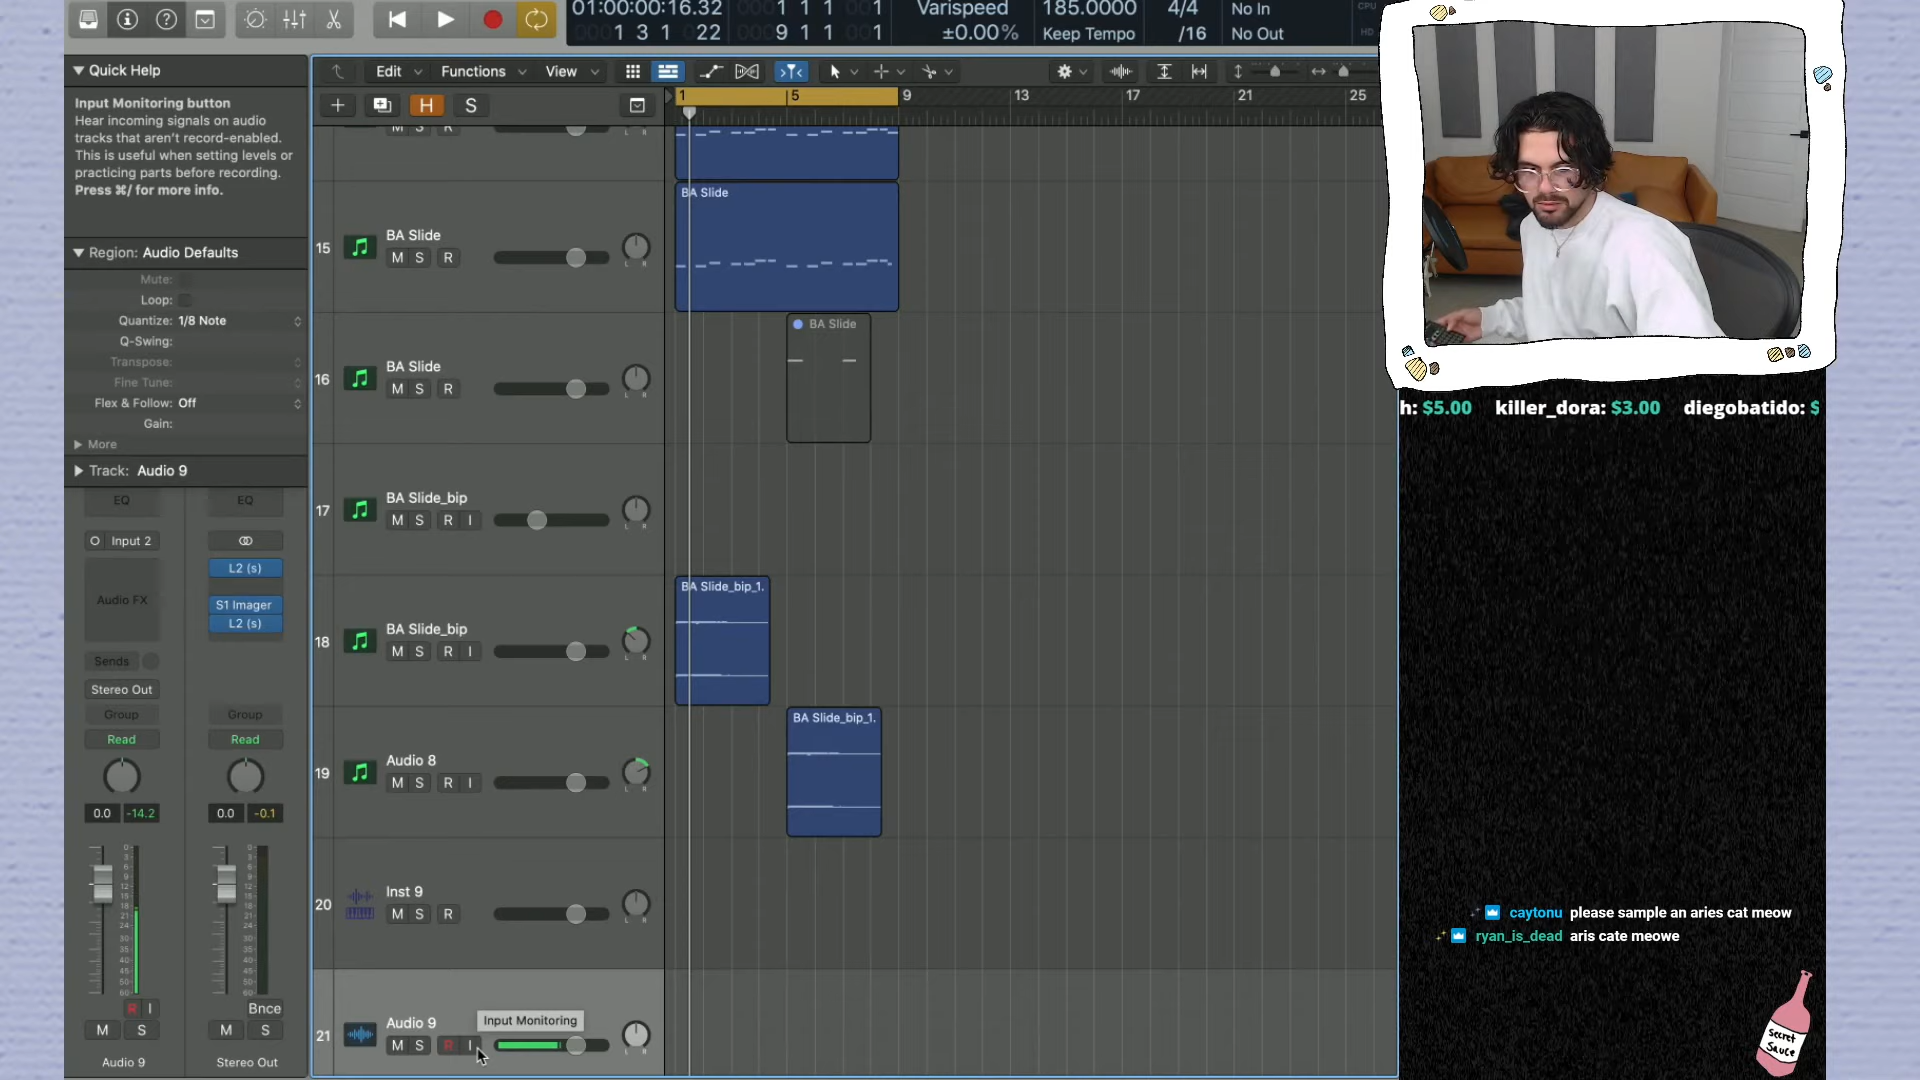 01:00:00:00:16.32
1 3 1 022
1 1 1 1
9 1 1 1
Varispeed
±0.00%
185.0000
Keep Tempo
4/4
/16
No In
No Out
CPU
HD
Quick Help
Edit
Functions
View
Input Monitoring button
Hear incoming signals on audio
tracks that aren't record-enabled.
This is useful when setting levels or
practicing parts before recording.
Press ⌘/ for more info.
H S
1 5 9 13 17 21 25
M S R
Region: Audio Defaults
Mute:
Loop:
Quantize: 1/8 Note
Q-Swing:
Transpose:
Fine Tune:
Flex & Follow: Off
Gain:
More
Track: Audio 9
EQ EQ
Input 2
L2 (s)
Audio FX
S1 Imager
L2 (s)
Sends
Stereo Out
Group Group
Read Read
0.0 -14.2 0.0 -0.1
R I
Bnce
M S M S
Audio 9 Stereo Out
BA Slide
15 BA Slide
M S R
L R
BA Slide
16 BA Slide
M S R
L R
17 BA Slide_bip
M S R I
L R
BA Slide_bip_1.
18 BA Slide_bip
M S R I
L R
BA Slide_bip_1.
19 Audio 8
M S R I
L R
20 Inst 9
M S R
L R
21 Audio 9
M S R I
L R
Input Monitoring
h: $5.00 killer_dora: $3.00 diegobatido: $
caytonu please sample an aries cat meow
ryan_is_dead aris cate meowe
Secret
Sauce